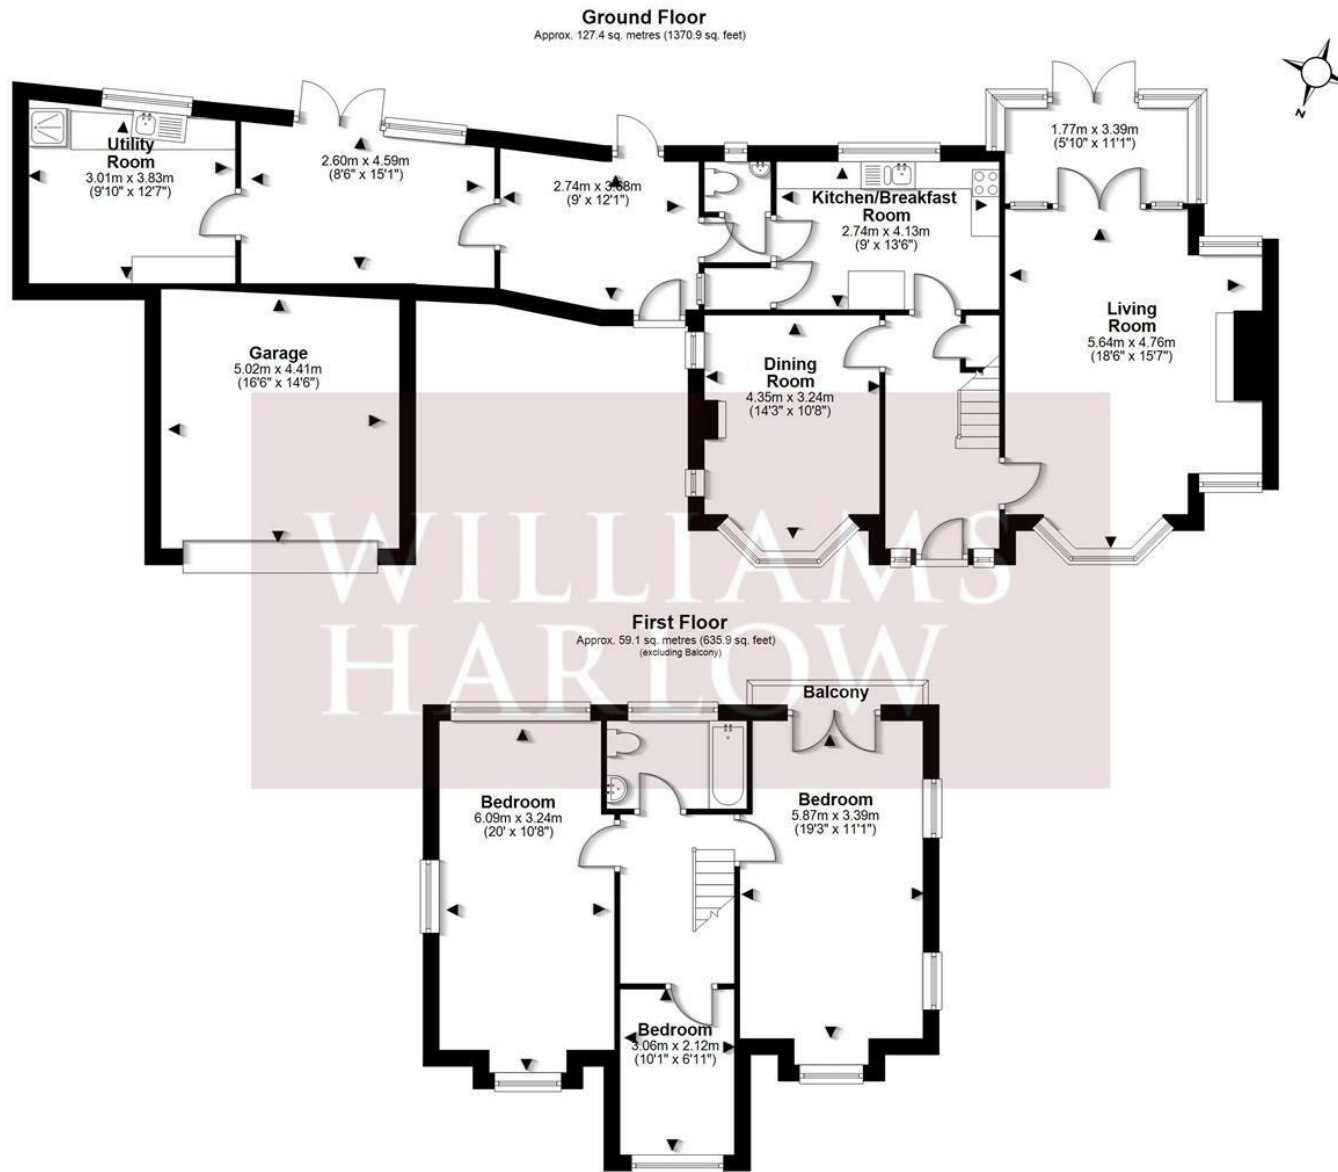 Ground Floor
Approx. 127.4 sq. metres (1370.9 sq. feet)
N
Utility
Room
3.01m x 3.83m
(9'10" x 12'7")
2.60m x 4.59m
(8'6" x 15'1")
2.74m x 3.68m
(9' x 12'1")
Kitchen/Breakfast
Room
2.74m x 4.13m
(9' x 13'6")
1.77m x 3.39m
(5'10" x 11'1")
Living
Room
5.64m x 4.76m
(18'6" x 15'7")
Garage
5.02m x 4.41m
(16'6" x 14'6")
Dining
Room
4.35m x 3.24m
(14'3" x 10'8")
WILLIAMS
HARLOW
First Floor
Approx. 59.1 sq. metres (635.9 sq. feet)
(excluding Balcony)
Balcony
Bedroom
6.09m x 3.24m
(20' x 10'8")
Bedroom
5.87m x 3.39m
(19'3" x 11'1")
Bedroom
3.06m x 2.12m
(10'1" x 6'11")